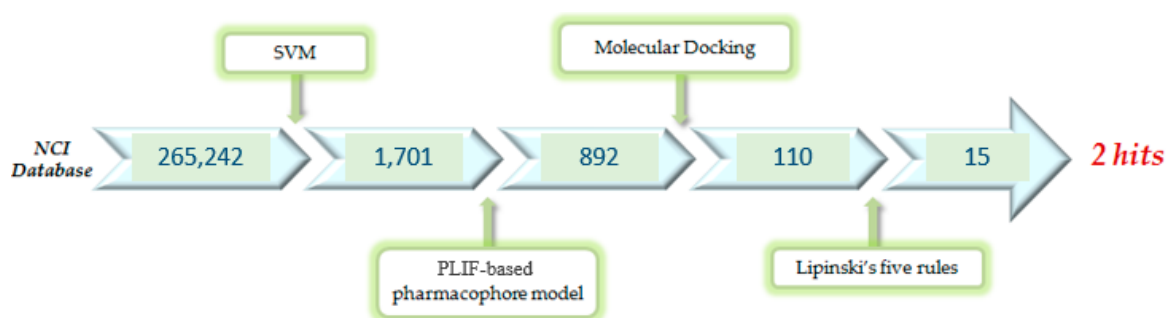 SVM
Molecular Docking
NCI
Database
265,242
1,701
892
110
15
2 hits
PLIF-based
pharmacophore model
Lipinski's five rules